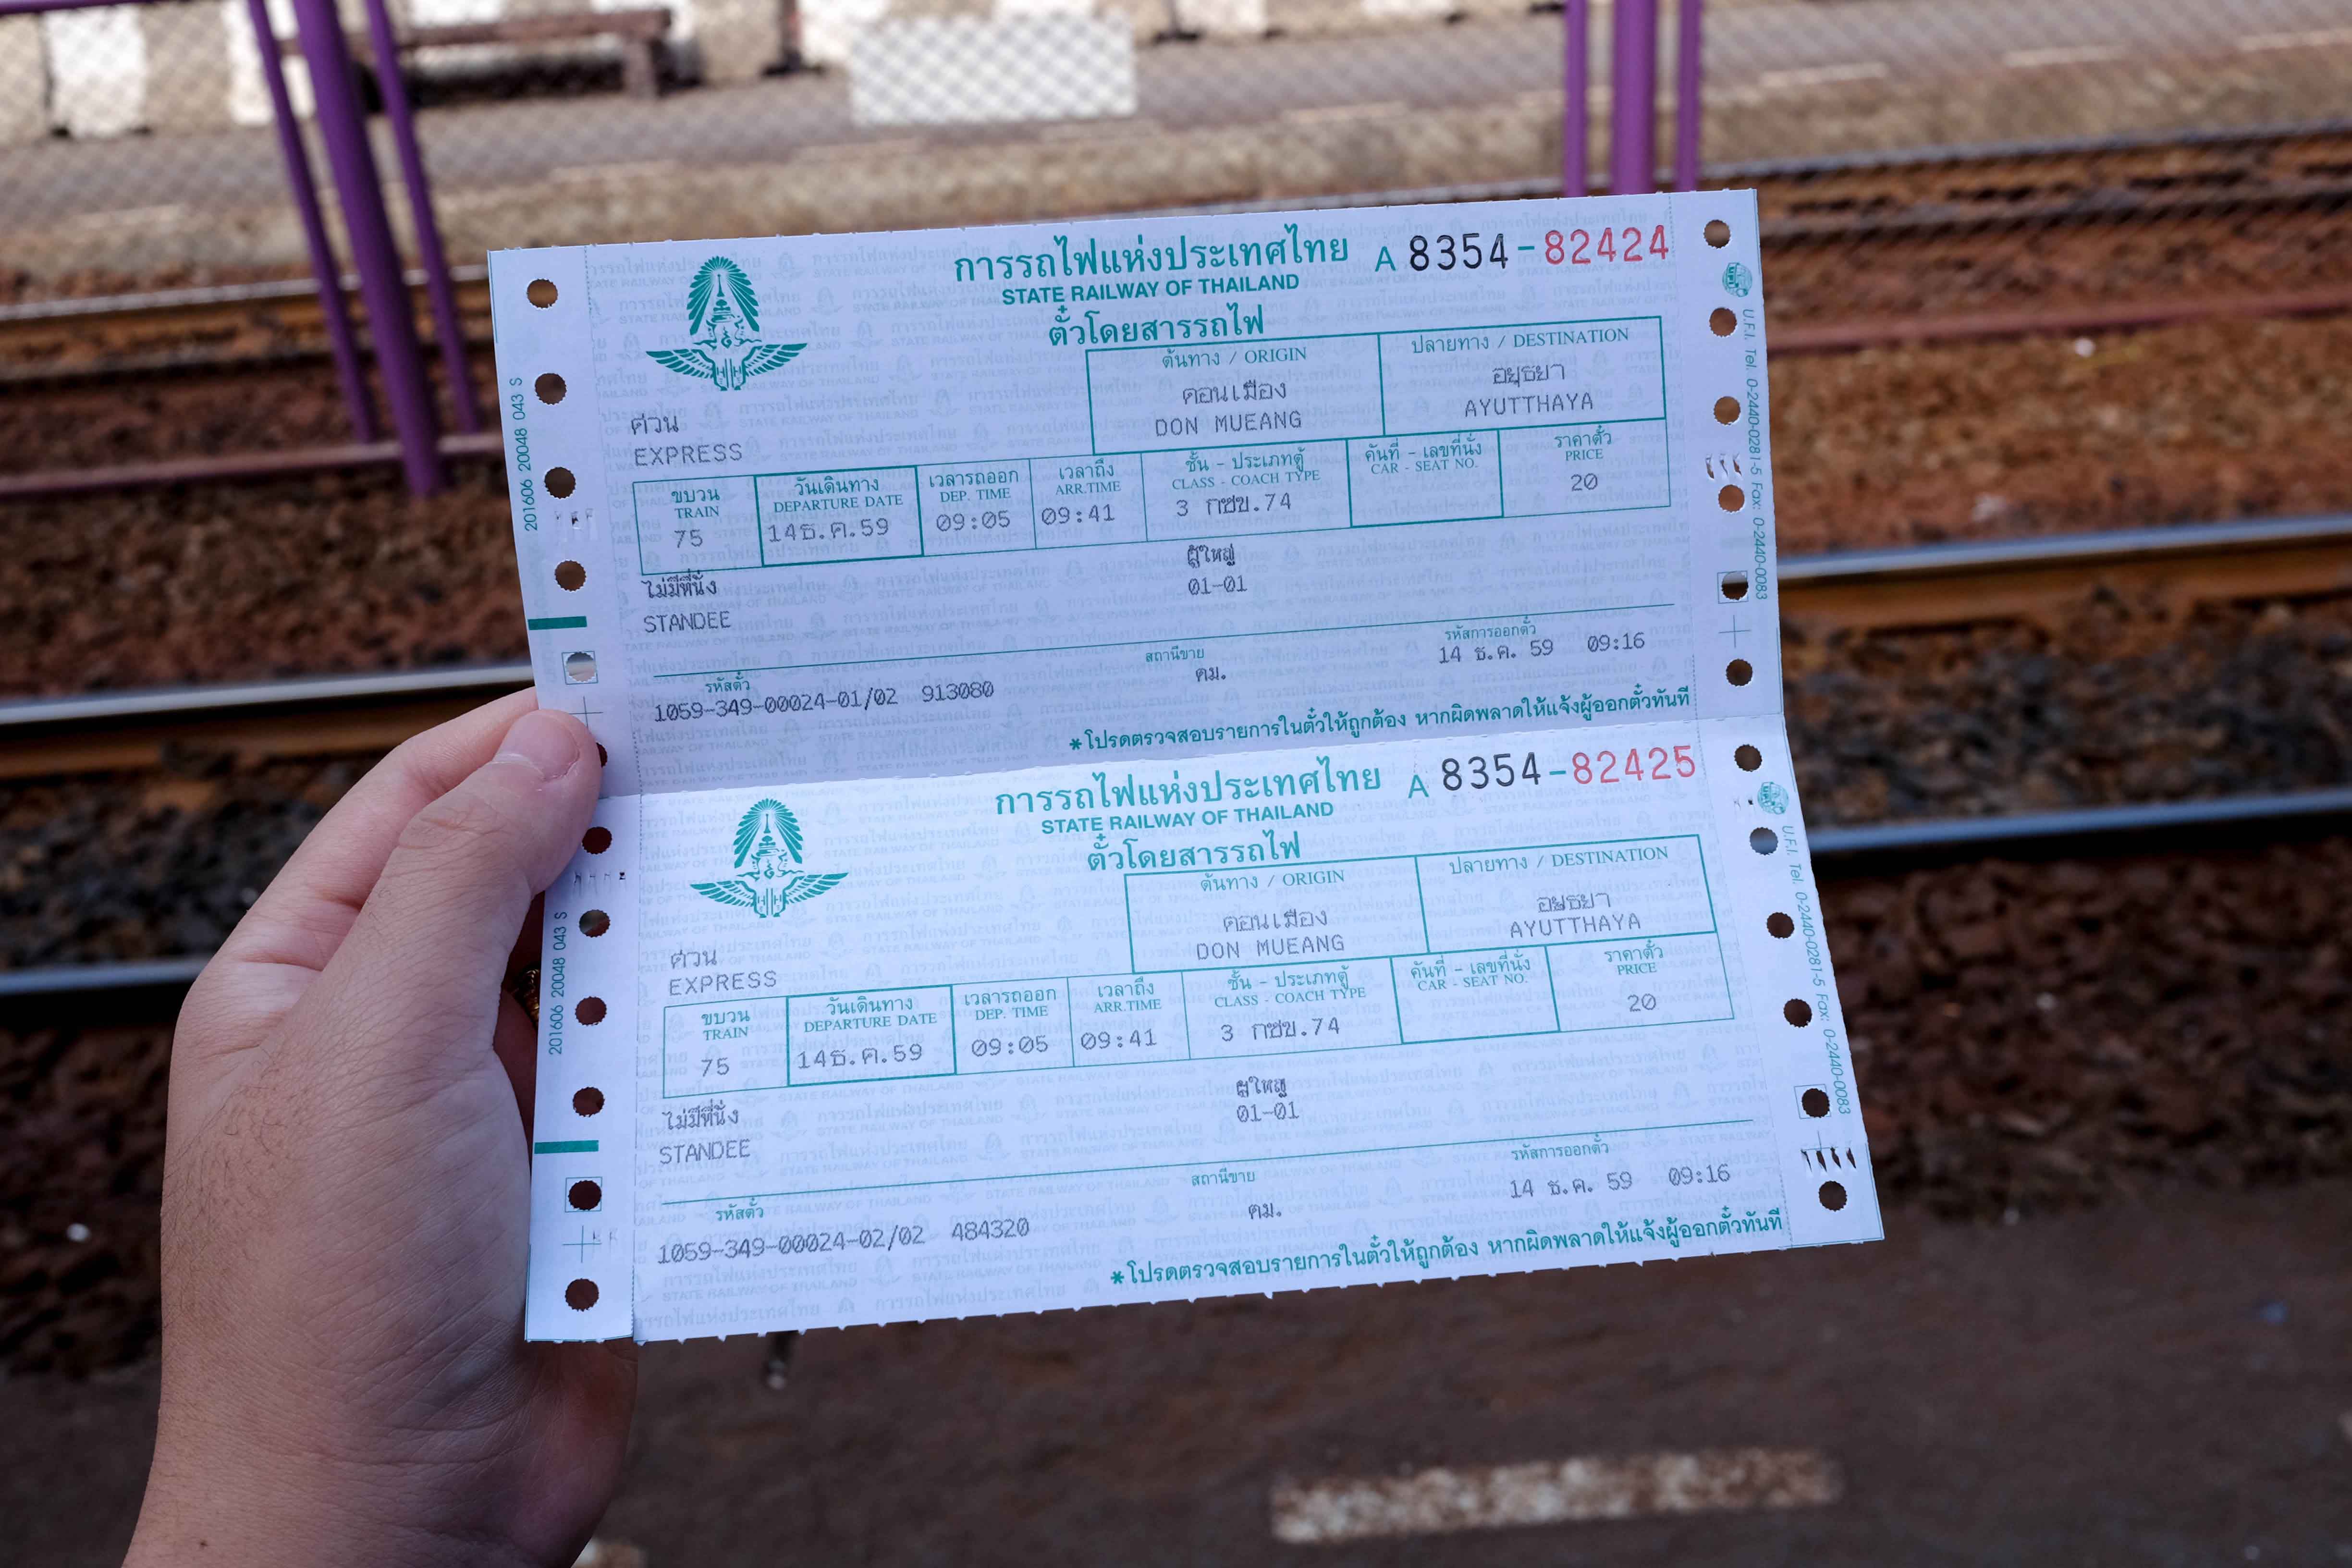 การรถไฟแห่งประเทศไทย A 8354-82424
STATE RAILWAY OF THAILAND
ตั๋วโดยสารรถไฟ
ต้นทาง / ORIGIN ปลายทาง / DESTINATION
ดอนเมือง อยุธยา
DON MUEANG AYUTTHAYA
ด่วน
EXPRESS
ขบวน วันเดินทาง เวลารถออก เวลาถึง ชั้น - ประเภทตู้ คันที่ - เลขที่นั่ง ราคาตั๋ว
TRAIN DEPARTURE DATE DEP. TIME ARR.TIME CLASS - COACH TYPE CAR - SEAT NO. PRICE
75 14ธ.ค.59 09:05 09:41 3 กซข.74 20
ไม่มีที่นั่ง ผู้ใหญ่
STANDEE 01-01
รหัสตั๋ว สถานีขาย รหัสการออกตั๋ว
1059-349-00024-01/02 913080 ดม. 14 ธ.ค. 59 09:16
*โปรดตรวจสอบรายการในตั๋วให้ถูกต้อง หากผิดพลาดให้แจ้งผู้ออกตั๋วทันที
201606 20048 043 S
U.F.I. Tel. 0-2440-0281-5 Fax: 0-2440-0083
การรถไฟแห่งประเทศไทย A 8354-82425
STATE RAILWAY OF THAILAND
ตั๋วโดยสารรถไฟ
ต้นทาง / ORIGIN ปลายทาง / DESTINATION
ดอนเมือง อยุธยา
DON MUEANG AYUTTHAYA
ด่วน
EXPRESS
ขบวน วันเดินทาง เวลารถออก เวลาถึง ชั้น - ประเภทตู้ คันที่ - เลขที่นั่ง ราคาตั๋ว
TRAIN DEPARTURE DATE DEP. TIME ARR.TIME CLASS - COACH TYPE CAR - SEAT NO. PRICE
75 14ธ.ค.59 09:05 09:41 3 กซข.74 20
ไม่มีที่นั่ง ผู้ใหญ่
STANDEE 01-01
รหัสตั๋ว สถานีขาย รหัสการออกตั๋ว
1059-349-00024-02/02 484320 ดม. 14 ธ.ค. 59 09:16
*โปรดตรวจสอบรายการในตั๋วให้ถูกต้อง หากผิดพลาดให้แจ้งผู้ออกตั๋วทันที
201606 20048 043 S
U.F.I. Tel. 0-2440-0281-5 Fax: 0-2440-0083